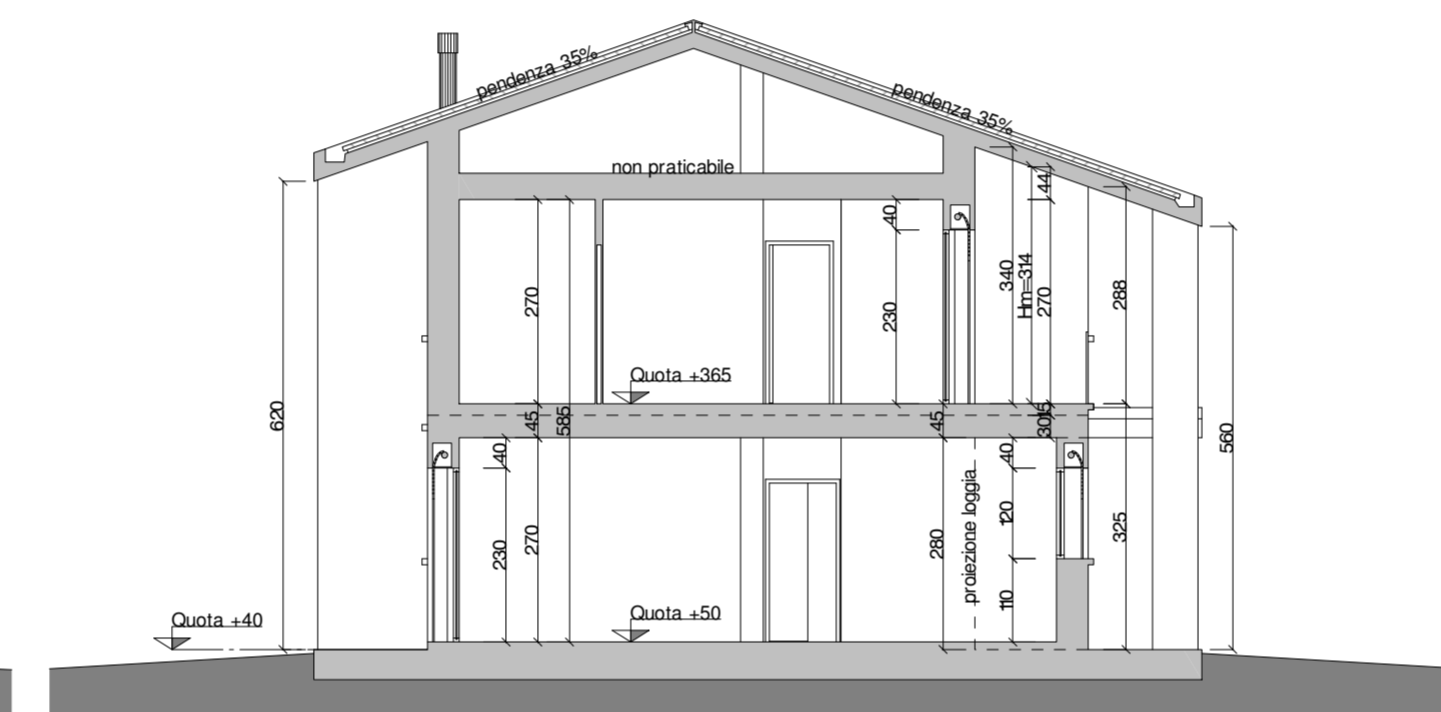 pendenza 35%
pendenza 35%
non praticabile
44
40
270
230
340
Hm=314
270
288
Quota +365
620
45
585
45
30
15
560
40
40
230
270
280
proiezione loggia
120
325
110
Quota +40
Quota +50